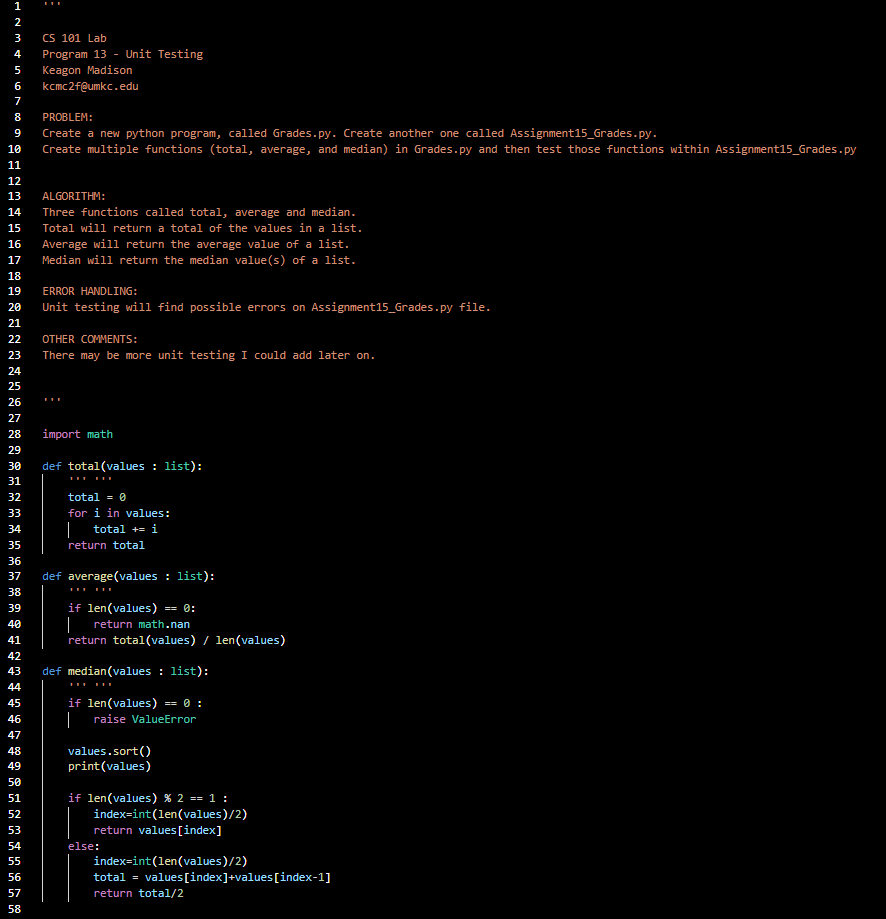 1 '''
2
3 CS 101 Lab
4 Program 13 - Unit Testing
5 Keagon Madison
6 kcmc2f@umkc.edu
7
8 PROBLEM:
9 Create a new python program, called Grades.py. Create another one called Assignment15_Grades.py.
10 Create multiple functions (total, average, and median) in Grades.py and then test those functions within Assignment15_Grades.py
11
12
13 ALGORITHM:
14 Three functions called total, average and median.
15 Total will return a total of the values in a list.
16 Average will return the average value of a list.
17 Median will return the median value(s) of a list.
18
19 ERROR HANDLING:
20 Unit testing will find possible errors on Assignment15_Grades.py file.
21
22 OTHER COMMENTS:
23 There may be more unit testing I could add later on.
24
25
26 '''
27
28 import math
29
30 def total(values : list):
31     ''' '''
32     total = 0
33     for i in values:
34         total += i
35     return total
36
37 def average(values : list):
38     ''' '''
39     if len(values) == 0:
40         return math.nan
41     return total(values) / len(values)
42
43 def median(values : list):
44     ''' '''
45     if len(values) == 0 :
46         raise ValueError
47
48     values.sort()
49     print(values)
50
51     if len(values) % 2 == 1 :
52         index=int(len(values)/2)
53         return values[index]
54     else:
55         index=int(len(values)/2)
56         total = values[index]+values[index-1]
57         return total/2
58